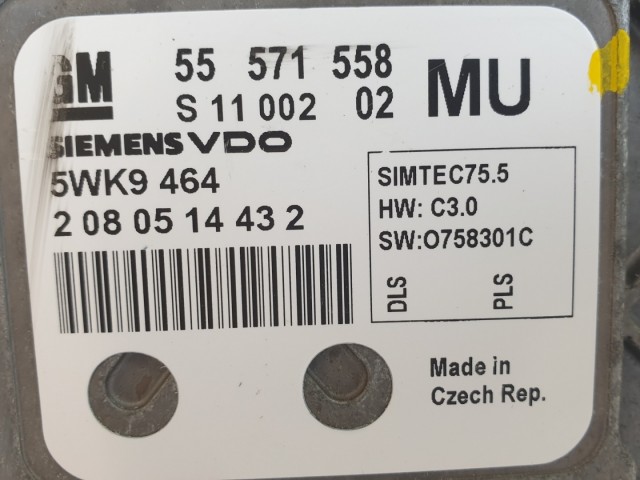 GM 55 571 558 MU
S 11 002 02
SIEMENS VDO
5WK9 464
2 08 05 14 43 2
SIMTEC75.5
HW: C3.0
SW:O758301C
DLS PLS
Made in
Czech Rep.